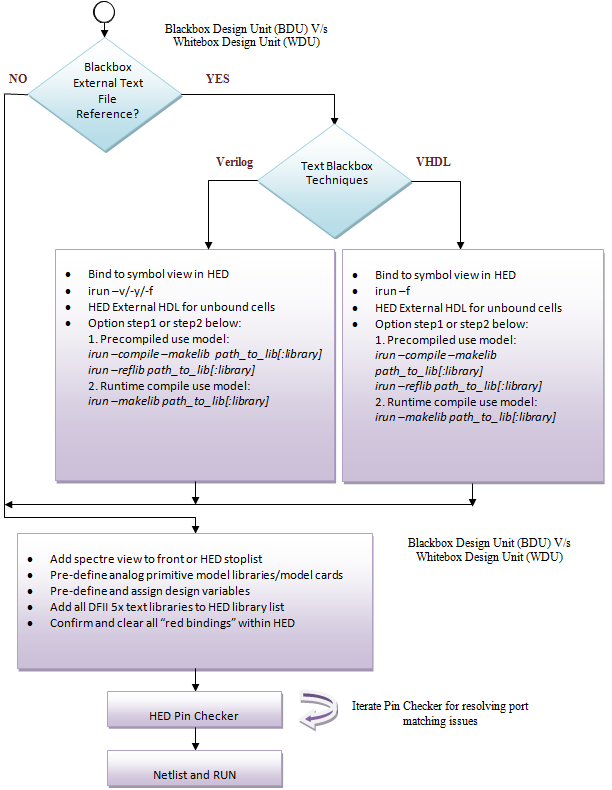 Blackbox Design Unit (BDU) V/s
Whitebox Design Unit (WDU)
Blackbox
External Text
File
Reference?
NO
YES
Text Blackbox
Techniques
Verilog
VHDL
● Bind to symbol view in HED
● irun –v/-y/-f
● HED External HDL for unbound cells
● Option step1 or step2 below:
1. Precompiled use model:
irun –compile –makelib path_to_lib[:library]
irun –reflib path_to_lib[:library]
2. Runtime compile use model:
irun –makelib path_to_lib[:library]
● Bind to symbol view in HED
● irun –f
● HED External HDL for unbound cells
● Option step1 or step2 below:
1. Precompiled use model:
irun –compile –makelib
path_to_lib[:library]
irun –reflib path_to_lib[:library]
2. Runtime compile use model:
irun –makelib path_to_lib[:library]
Blackbox Design Unit (BDU) V/s
Whitebox Design Unit (WDU)
● Add spectre view to front or HED stoplist
● Pre-define analog primitive model libraries/model cards
● Pre-define and assign design variables
● Add all DFII 5x text libraries to HED library list
● Confirm and clear all “red bindings” within HED
HED Pin Checker
Iterate Pin Checker for resolving port
matching issues
Netlist and RUN